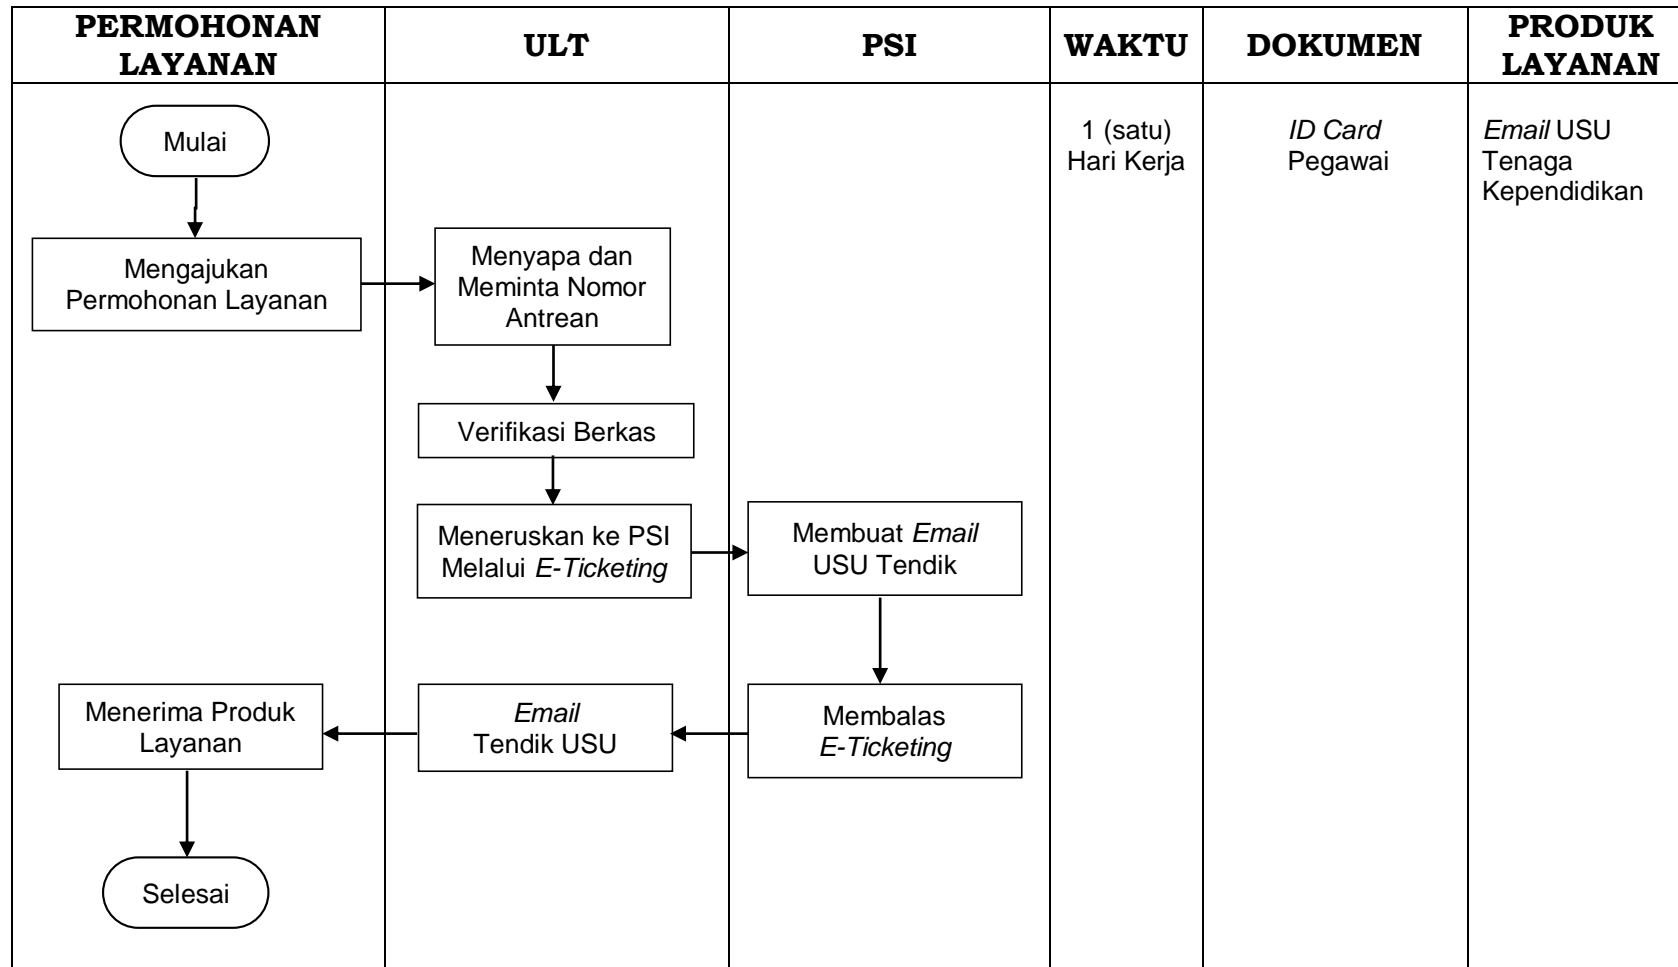 PERMOHONAN
LAYANAN
ULT
PSI
WAKTU
DOKUMEN
PRODUK
LAYANAN
Mulai
1 (satu)
Hari Kerja
ID Card
Pegawai
Email USU
Tenaga
Kependidikan
Mengajukan
Permohonan Layanan
Menyapa dan
Meminta Nomor
Antrean
Verifikasi Berkas
Meneruskan ke PSI
Melalui E-Ticketing
Membuat Email
USU Tendik
Membalas
E-Ticketing
Email
Tendik USU
Menerima Produk
Layanan
Selesai